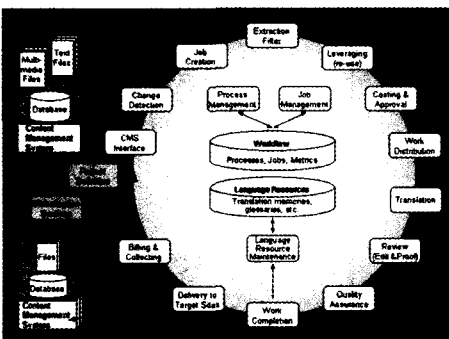 Extraction
Filter
Job
Creation
Leveraging
(re-use)
Text
Files
Multi-
media
Files
Change
Detection
Process
Management
Job
Management
Costing &
Approval
Database
Content
Management
System
CMS
Interface
Workflow
Processes, Jobs, Metrics
Work
Distribution
Language Resources
Translation memories,
glossaries, etc
Translation
Files
Billing &
Collecting
Language
Resource
Maintenance
Review
(Edit & Proof)
Database
Content
Management
System
Delivery to
Target Sites
Work
Completion
Quality
Assurance